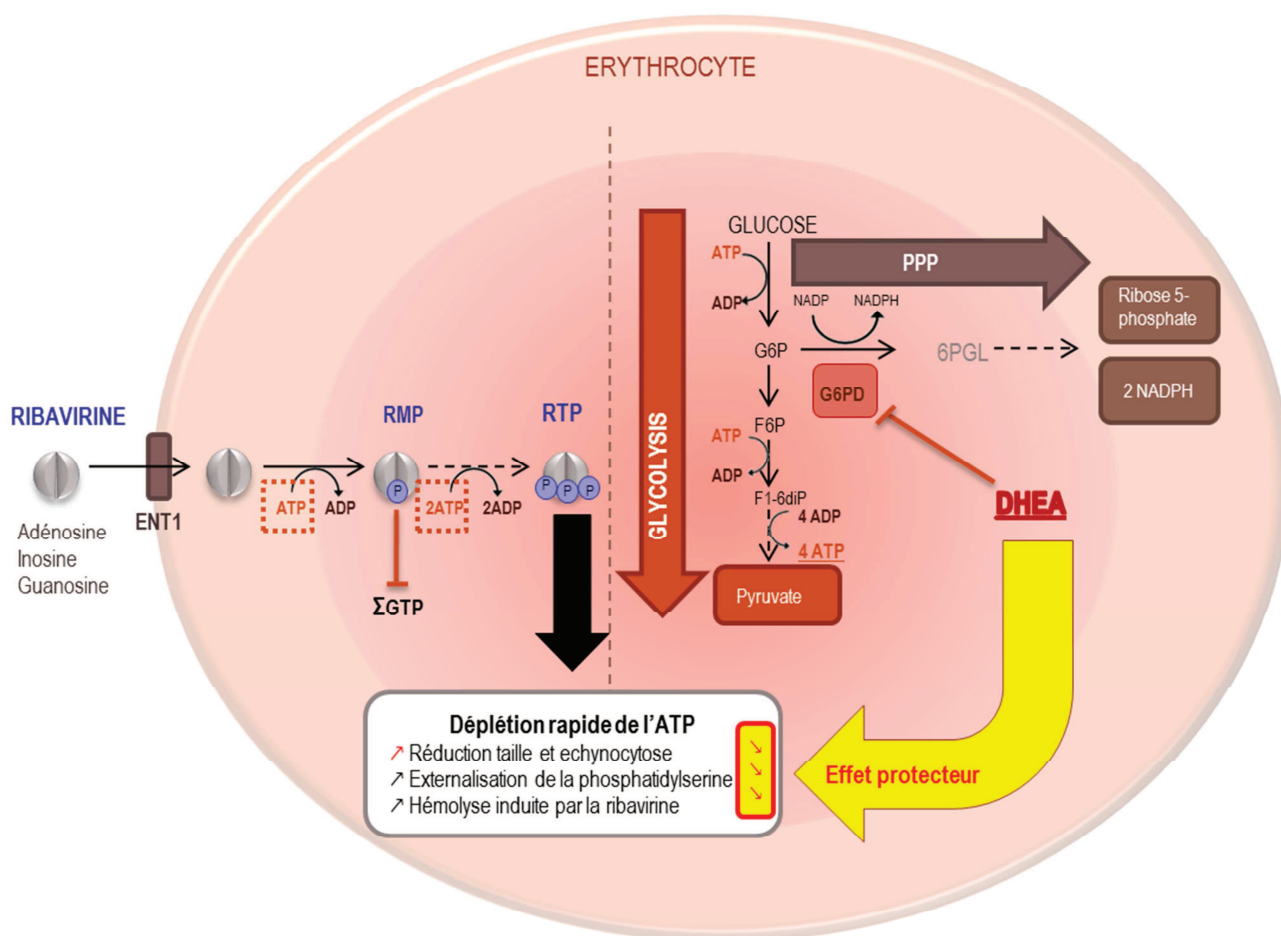 ERYTHROCYTE
RIBAVIRINE
Adénosine
Inosine
Guanosine
ENT1
ATP
ADP
RMP
P
2ATP
2ADP
RTP
P P P
ΣGTP
GLYCOLYSIS
GLUCOSE
ATP
ADP
PPP
NADP
NADPH
G6P
G6PD
6PGL
Ribose 5-
phosphate
2 NADPH
F6P
ATP
ADP
F1-6diP
4 ADP
4 ATP
Pyruvate
DHEA
Effet protecteur
Déplétion rapide de l'ATP
↗ Réduction taille et echynocytose ↘
↗ Externalisation de la phosphatidylserine ↘
↗ Hémolyse induite par la ribavirine ↘